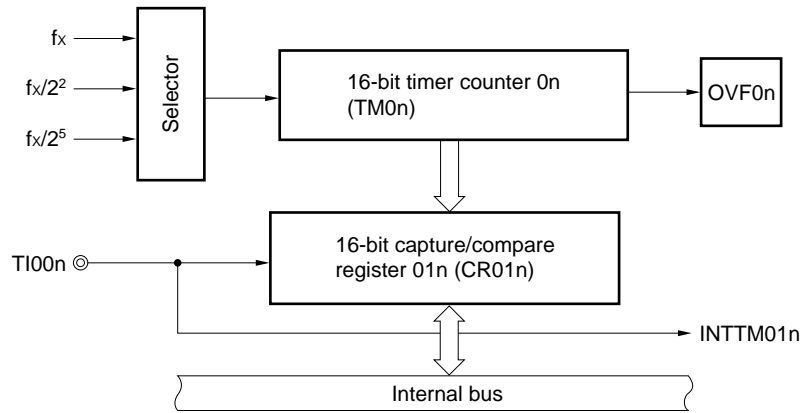 fX
fX/2²
fX/2⁵
Selector
16-bit timer counter 0n
(TM0n)
OVF0n
16-bit capture/compare
register 01n (CR01n)
TI00n
INTTM01n
Internal bus